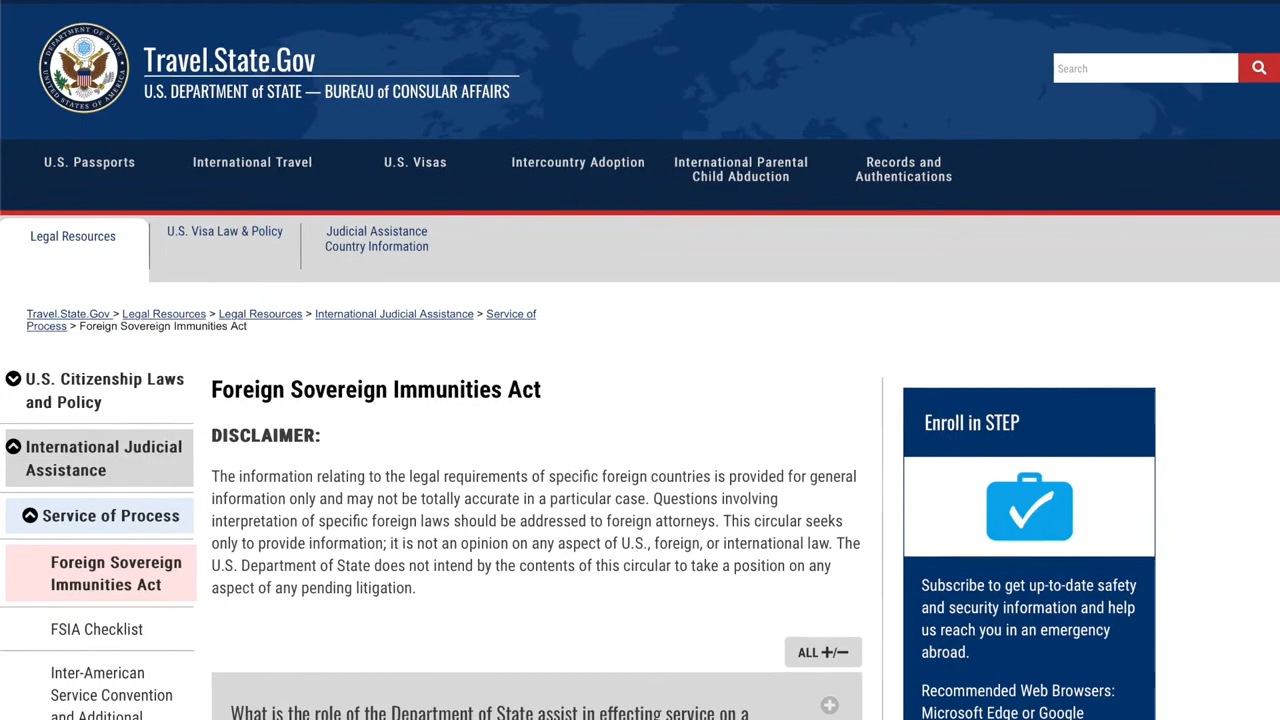 DEPARTMENT OF STATE
UNITED STATES OF AMERICA
Travel.State.Gov
U.S. DEPARTMENT of STATE — BUREAU of CONSULAR AFFAIRS
Search
U.S. Passports
International Travel
U.S. Visas
Intercountry Adoption
International Parental
Child Abduction
Records and
Authentications
Legal Resources
U.S. Visa Law & Policy
Judicial Assistance
Country Information
Travel.State.Gov > Legal Resources > Legal Resources > International Judicial Assistance > Service of
Process > Foreign Sovereign Immunities Act
U.S. Citizenship Laws
and Policy
International Judicial
Assistance
Service of Process
Foreign Sovereign
Immunities Act
FSIA Checklist
Inter-American
Service Convention
and Additional
Foreign Sovereign Immunities Act
DISCLAIMER:
The information relating to the legal requirements of specific foreign countries is provided for general
information only and may not be totally accurate in a particular case. Questions involving
interpretation of specific foreign laws should be addressed to foreign attorneys. This circular seeks
only to provide information; it is not an opinion on any aspect of U.S., foreign, or international law. The
U.S. Department of State does not intend by the contents of this circular to take a position on any
aspect of any pending litigation.
ALL +/−
What is the role of the Department of State assist in effecting service on a
Enroll in STEP
Subscribe to get up-to-date safety
and security information and help
us reach you in an emergency
abroad.
Recommended Web Browsers:
Microsoft Edge or Google